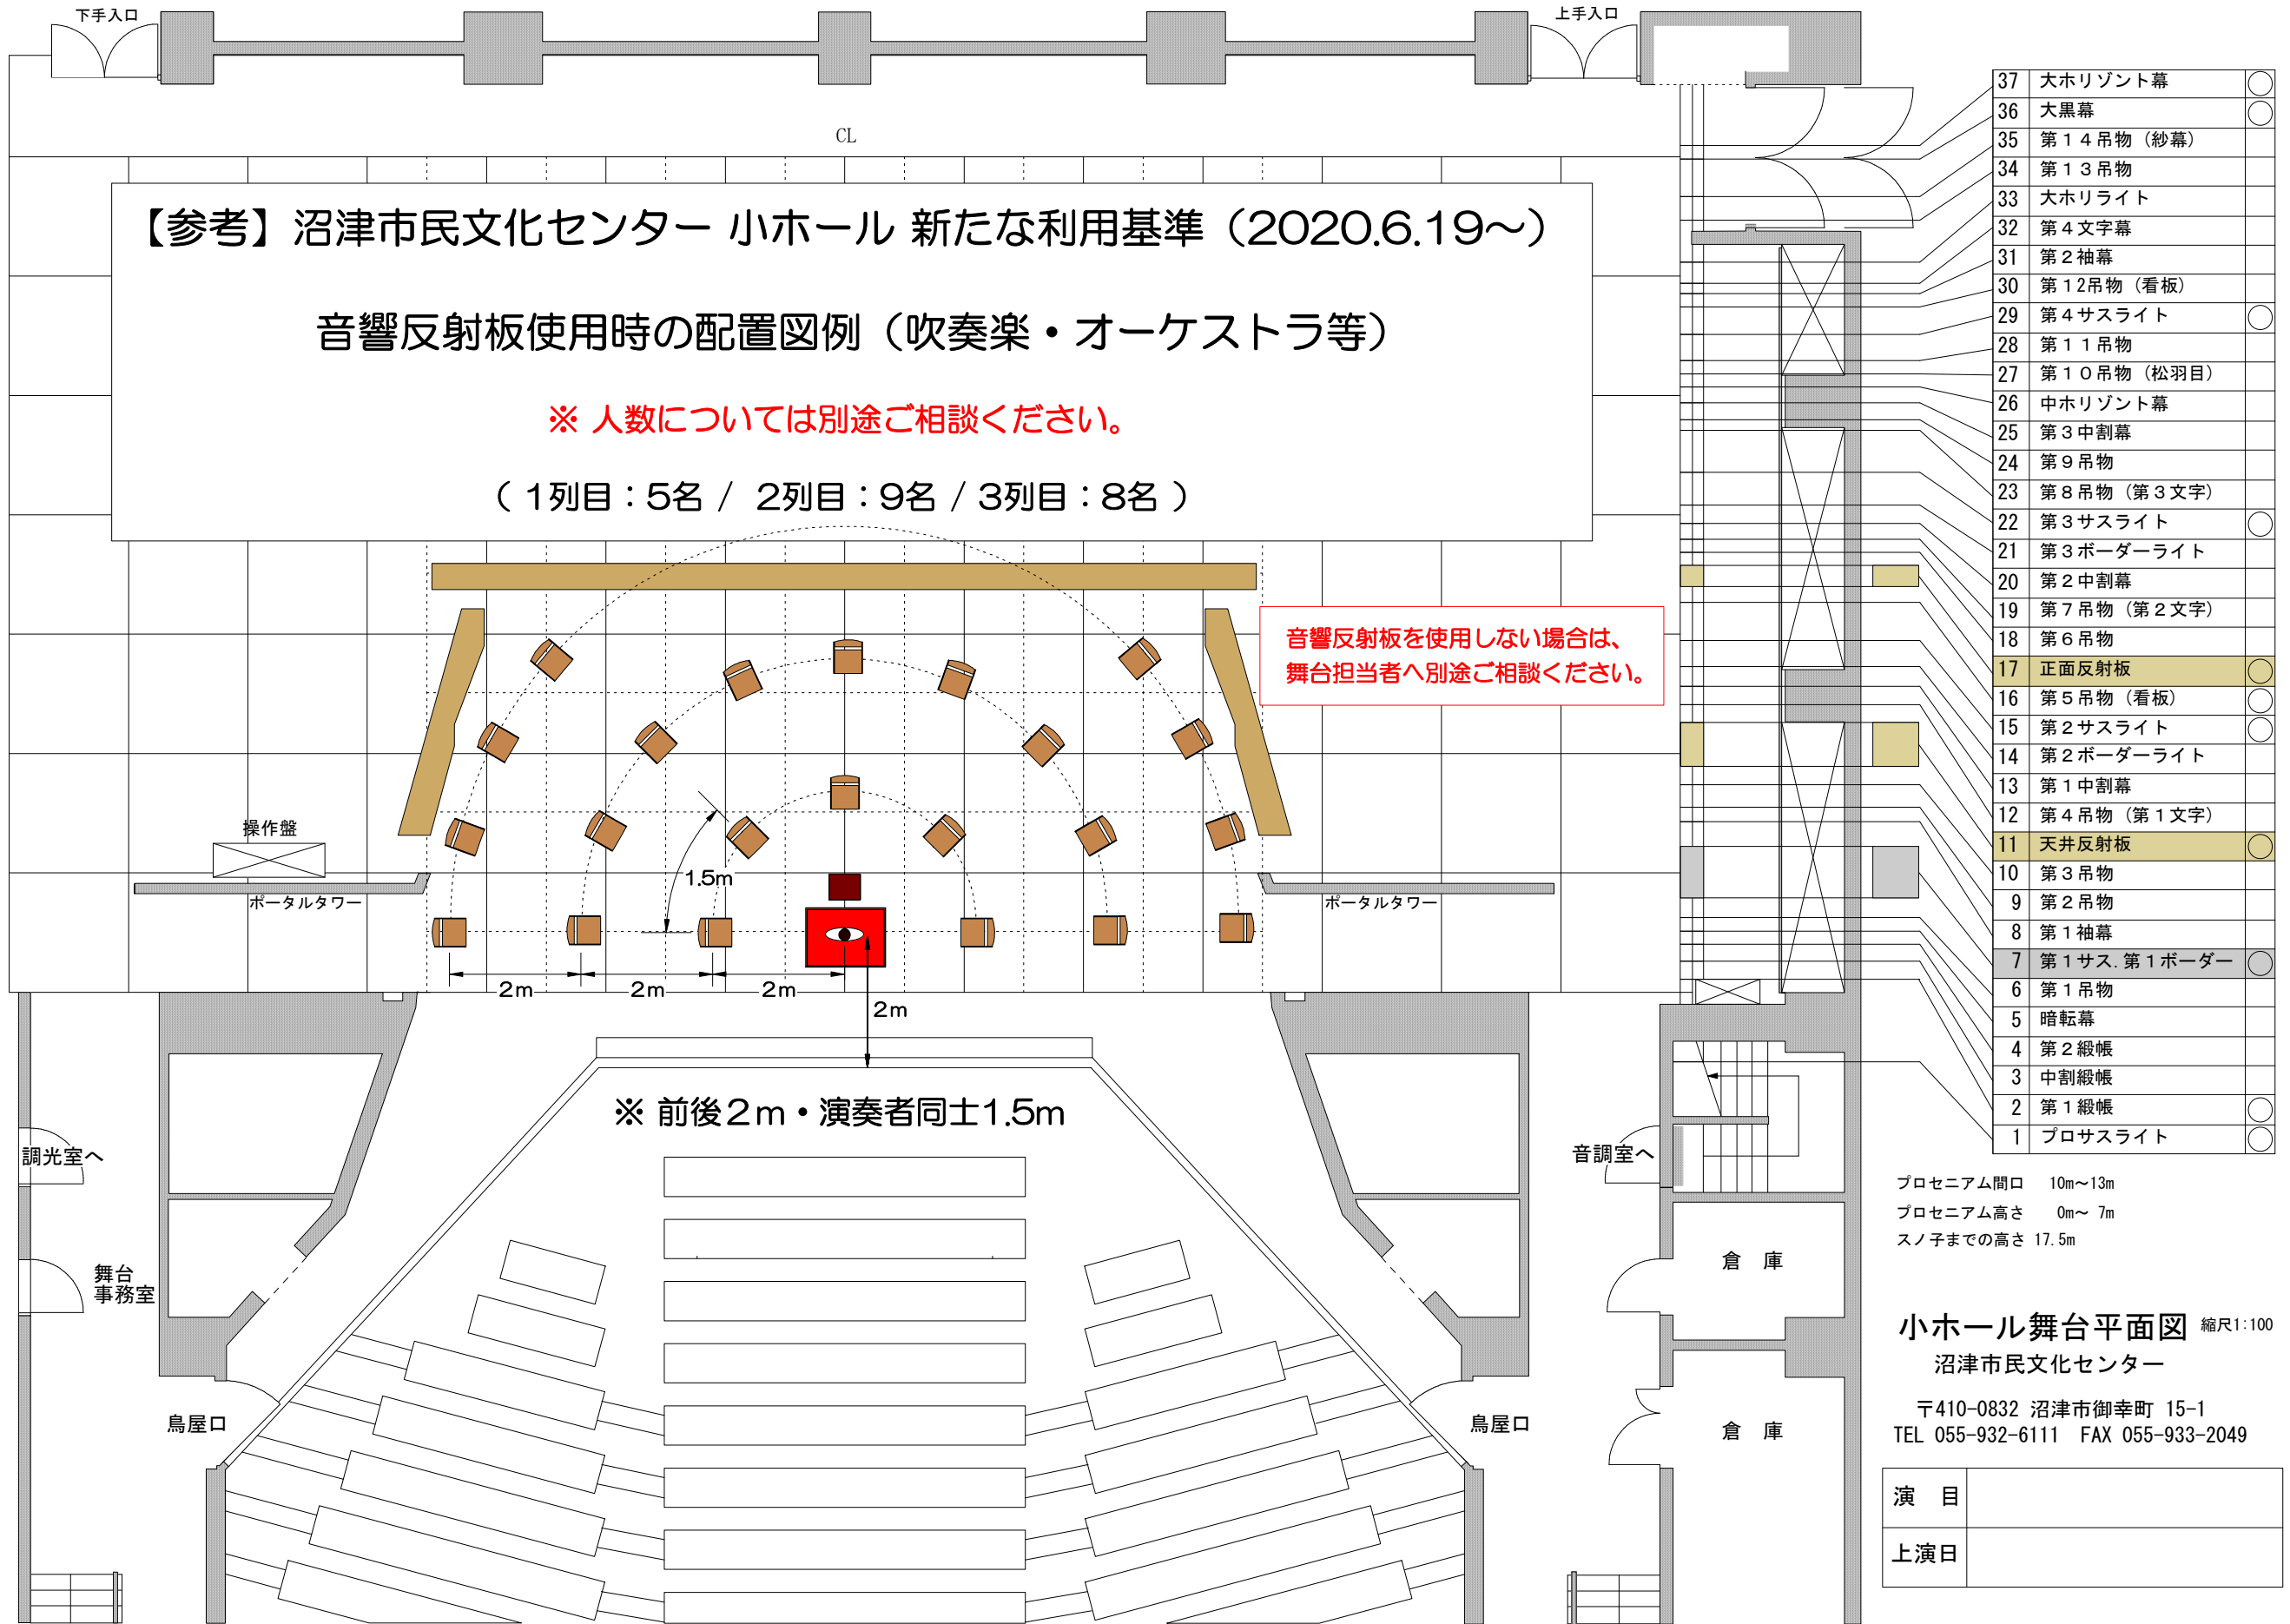 下手入口
上手入口
CL
【参考】沼津市民文化センター 小ホール 新たな利用基準（2020.6.19～）
音響反射板使用時の配置図例（吹奏楽・オーケストラ等）
※ 人数については別途ご相談ください。
（ 1列目：5名 / 2列目：9名 / 3列目：8名 ）
音響反射板を使用しない場合は、
舞台担当者へ別途ご相談ください。
操作盤
ポータルタワー
ポータルタワー
1.5m
2m
2m
2m
2m
※ 前後2m・演奏者同士1.5m
調光室へ
音調室へ
舞台
事務室
鳥屋口
鳥屋口
倉 庫
倉 庫
37 大ホリゾント幕 ○
36 大黒幕 ○
35 第14吊物（紗幕）
34 第13吊物
33 大ホリライト
32 第4文字幕
31 第2袖幕
30 第12吊物（看板）
29 第4サスライト ○
28 第11吊物
27 第10吊物（松羽目）
26 中ホリゾント幕
25 第3中割幕
24 第9吊物
23 第8吊物（第3文字）
22 第3サスライト ○
21 第3ボーダーライト
20 第2中割幕
19 第7吊物（第2文字）
18 第6吊物
17 正面反射板 ○
16 第5吊物（看板） ○
15 第2サスライト ○
14 第2ボーダーライト
13 第1中割幕
12 第4吊物（第1文字）
11 天井反射板 ○
10 第3吊物
9 第2吊物
8 第1袖幕
7 第1サス.第1ボーダー ○
6 第1吊物
5 暗転幕
4 第2緞帳
3 中割緞帳
2 第1緞帳 ○
1 プロサスライト ○
プロセニアム間口 10m～13m
プロセニアム高さ 0m～ 7m
スノ子までの高さ 17.5m
小ホール舞台平面図 縮尺1:100
沼津市民文化センター
〒410-0832 沼津市御幸町 15-1
TEL 055-932-6111 FAX 055-933-2049
演 目
上演日